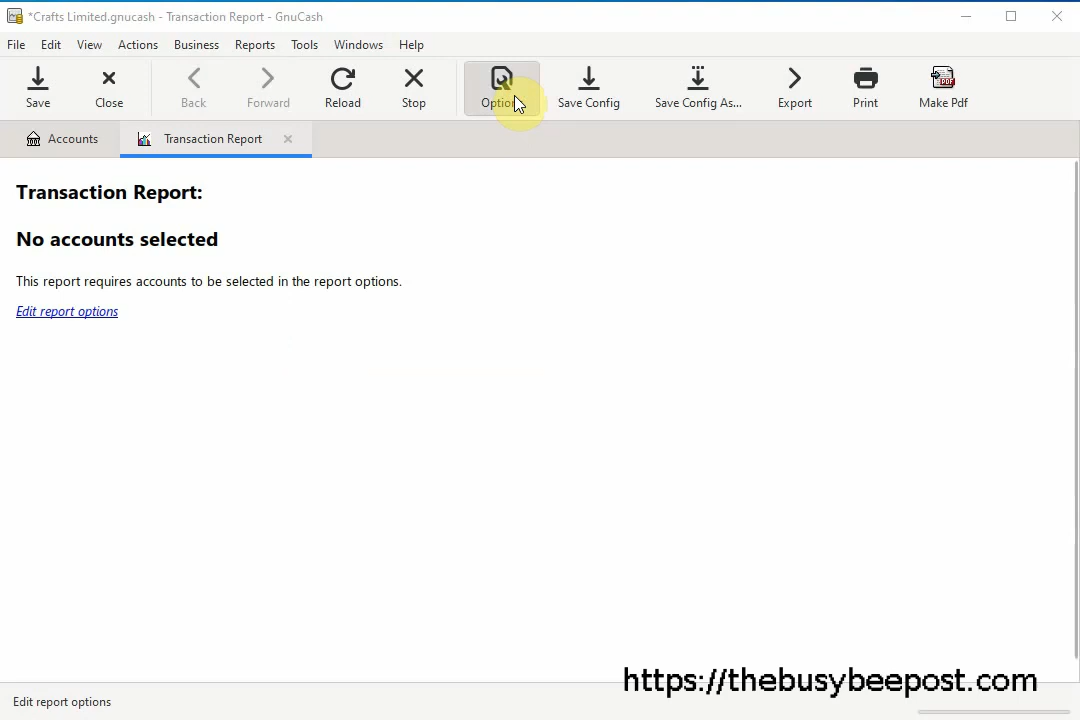 *Crafts Limited.gnucash - Transaction Report - GnuCash
File Edit View Actions Business Reports Tools Windows Help
Save Close Back Forward Reload Stop Options Save Config Save Config As... Export Print Make Pdf
Accounts Transaction Report
Transaction Report:
No accounts selected
This report requires accounts to be selected in the report options.
Edit report options
https://thebusybeepost.com
Edit report options